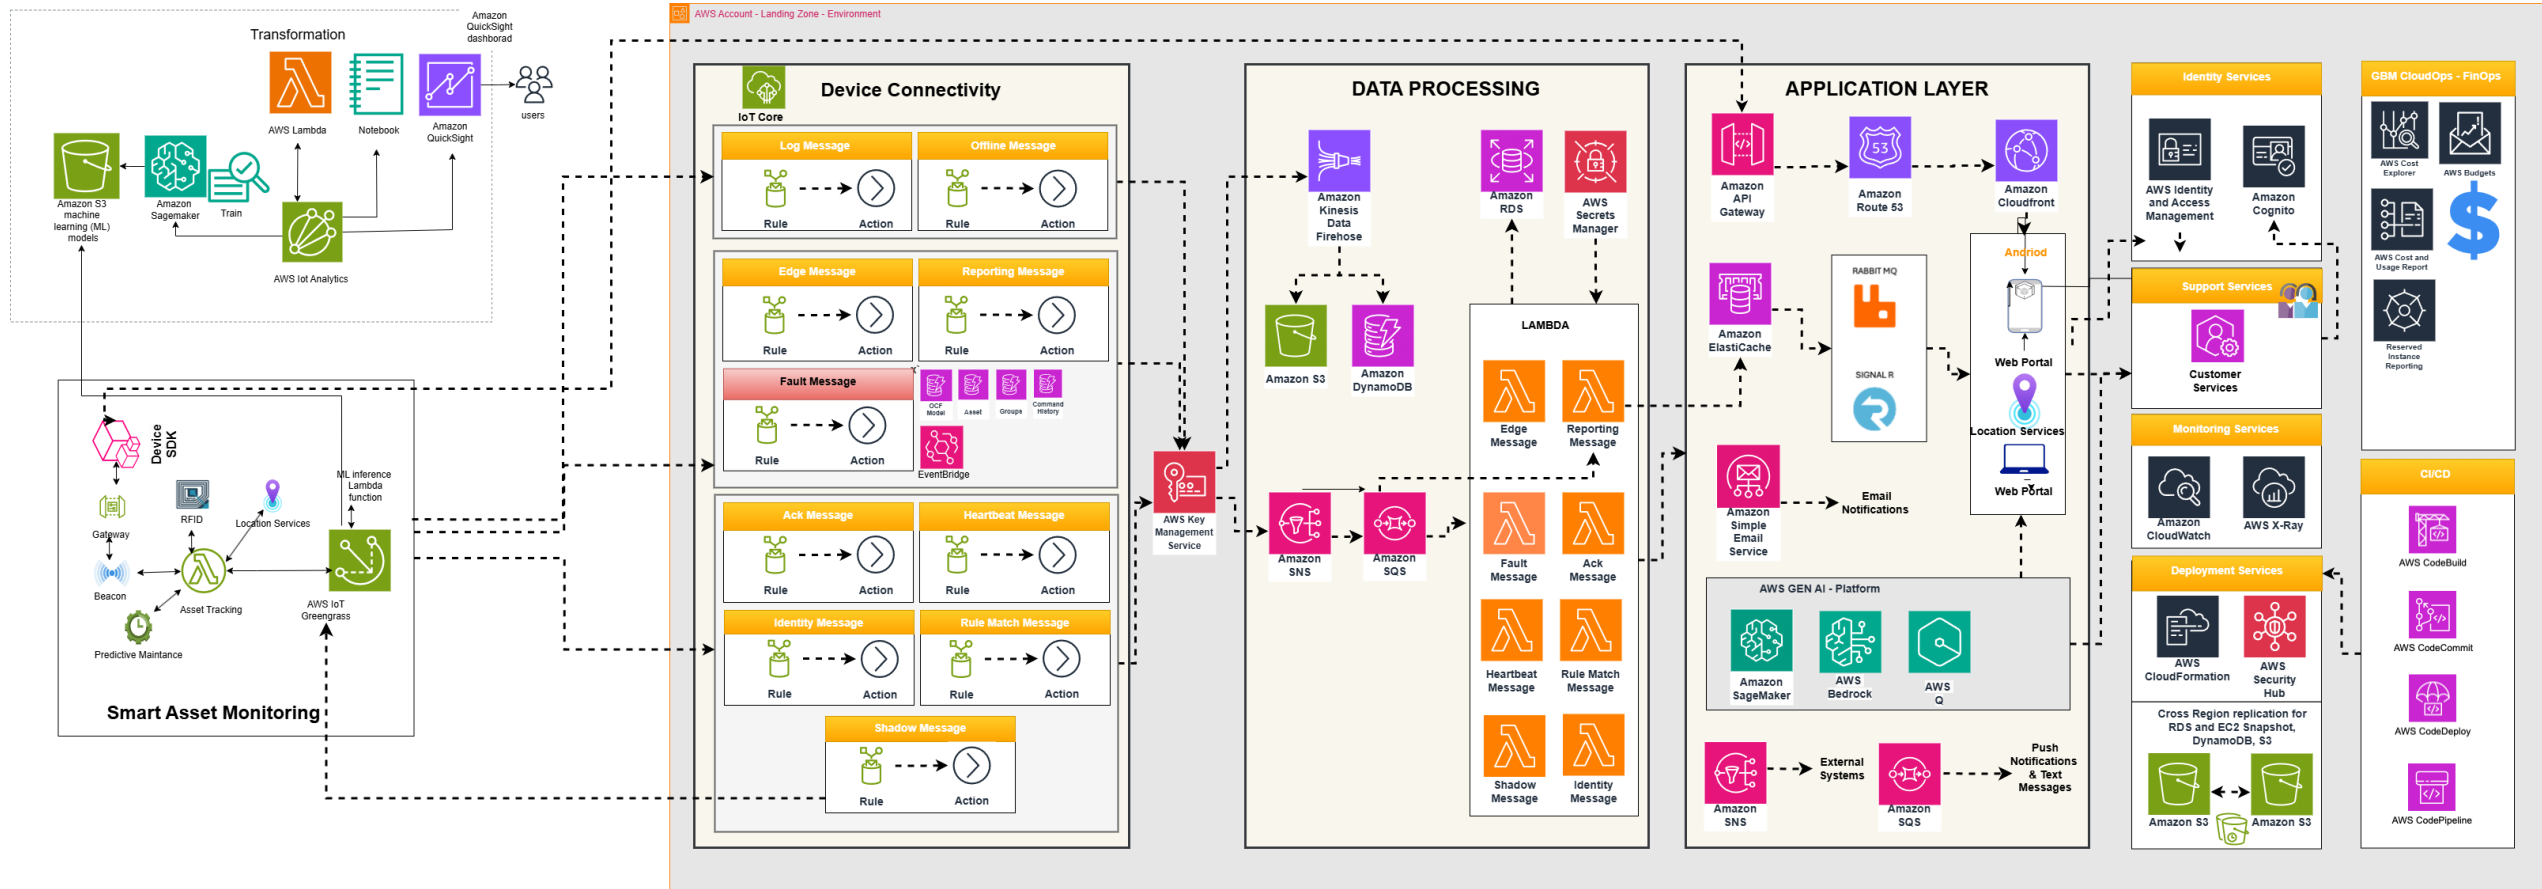 AWS Account - Landing Zone - Environment
Transformation
Amazon
QuickSight
dashborad
AWS Lambda
Notebook
Amazon
QuickSight
users
Amazon S3
machine
learning (ML)
models
Amazon
Sagemaker
Train
AWS Iot Analytics
Device
SDK
Gateway
RFID
Location Services
ML inference
Lambda
function
Beacon
Asset Tracking
AWS IoT
Greengrass
Predictive Maintance
Smart Asset Monitoring
Device Connectivity
IoT Core
Log Message
Rule
Action
Offline Message
Rule
Action
Edge Message
Rule
Action
Reporting Message
Rule
Action
Fault Message
Rule
Action
OCF
Model
Asset
Groups
Command
History
EventBridge
Ack Message
Rule
Action
Heartbeat Message
Rule
Action
Identity Message
Rule
Action
Rule Match Message
Rule
Action
Shadow Message
Rule
Action
AWS Key
Management
Service
DATA PROCESSING
Amazon
Kinesis
Data
Firehose
Amazon
RDS
AWS
Secrets
Manager
Amazon S3
Amazon
DynamoDB
LAMBDA
Edge
Message
Reporting
Message
Amazon
SNS
Amazon
SQS
Fault
Message
Ack
Message
Heartbeat
Message
Rule Match
Message
Shadow
Message
Identity
Message
APPLICATION LAYER
Amazon
API
Gateway
Amazon
Route 53
Amazon
Cloudfront
Amazon
ElastiCache
RABBIT MQ
SIGNAL R
Andriod
Web Portal
Location Services
Web Portal
Amazon
Simple
Email
Service
Email
Notifications
AWS GEN AI - Platform
Amazon
SageMaker
AWS
Bedrock
AWS
Q
Amazon
SNS
External
Systems
Amazon
SQS
Push
Notifications
& Text
Messages
Identity Services
AWS Identity
and Access
Management
Amazon
Cognito
Support Services
Customer
Services
Monitoring Services
Amazon
CloudWatch
AWS X-Ray
Deployment Services
AWS
CloudFormation
AWS
Security
Hub
Cross Region replication for
RDS and EC2 Snapshot,
DynamoDB, S3
Amazon S3
Amazon S3
GBM CloudOps - FinOps
AWS Cost
Explorer
AWS Budgets
AWS Cost and
Usage Report
Reserved
Instance
Reporting
CI/CD
AWS CodeBuild
AWS CodeCommit
AWS CodeDeploy
AWS CodePipeline